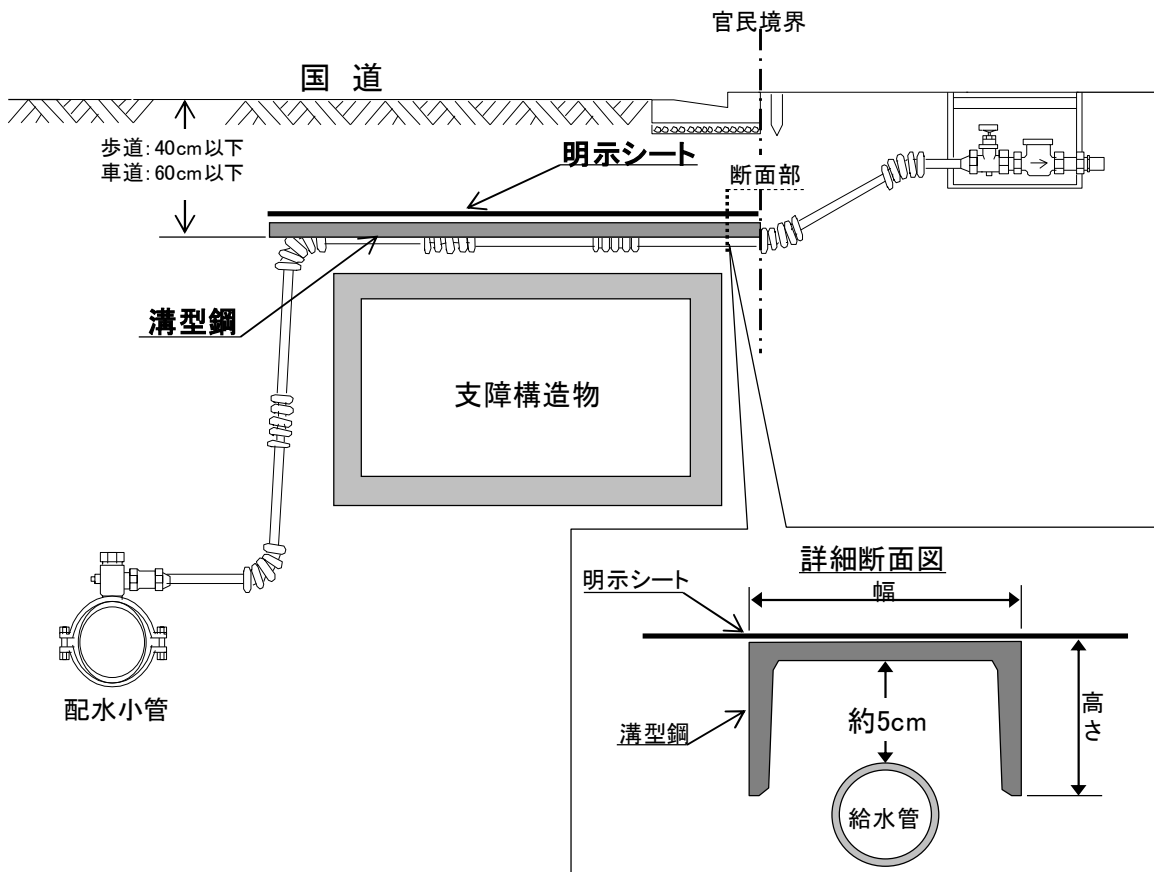 官民境界
国 道
歩道:40cm以下
車道:60cm以下
明示シート
断面部
溝型鋼
支障構造物
配水小管
詳細断面図
明示シート
幅
溝型鋼
約5cm
高さ
給水管